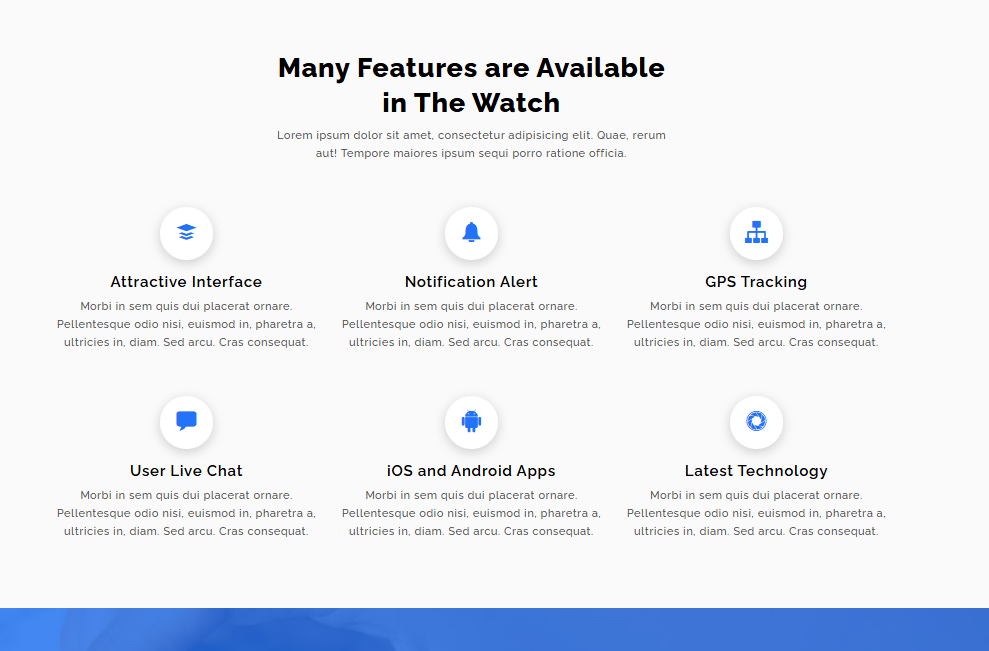 Many Features are Available
in The Watch
Lorem ipsum dolor sit amet, consectetur adipisicing elit. Quae, rerum
aut! Tempore maiores ipsum sequi porro ratione officia.
Attractive Interface
Morbi in sem quis dui placerat ornare.
Pellentesque odio nisi, euismod in, pharetra a,
ultricies in, diam. Sed arcu. Cras consequat.
Notification Alert
Morbi in sem quis dui placerat ornare.
Pellentesque odio nisi, euismod in, pharetra a,
ultricies in, diam. Sed arcu. Cras consequat.
GPS Tracking
Morbi in sem quis dui placerat ornare.
Pellentesque odio nisi, euismod in, pharetra a,
ultricies in, diam. Sed arcu. Cras consequat.
User Live Chat
Morbi in sem quis dui placerat ornare.
Pellentesque odio nisi, euismod in, pharetra a,
ultricies in, diam. Sed arcu. Cras consequat.
iOS and Android Apps
Morbi in sem quis dui placerat ornare.
Pellentesque odio nisi, euismod in, pharetra a,
ultricies in, diam. Sed arcu. Cras consequat.
Latest Technology
Morbi in sem quis dui placerat ornare.
Pellentesque odio nisi, euismod in, pharetra a,
ultricies in, diam. Sed arcu. Cras consequat.